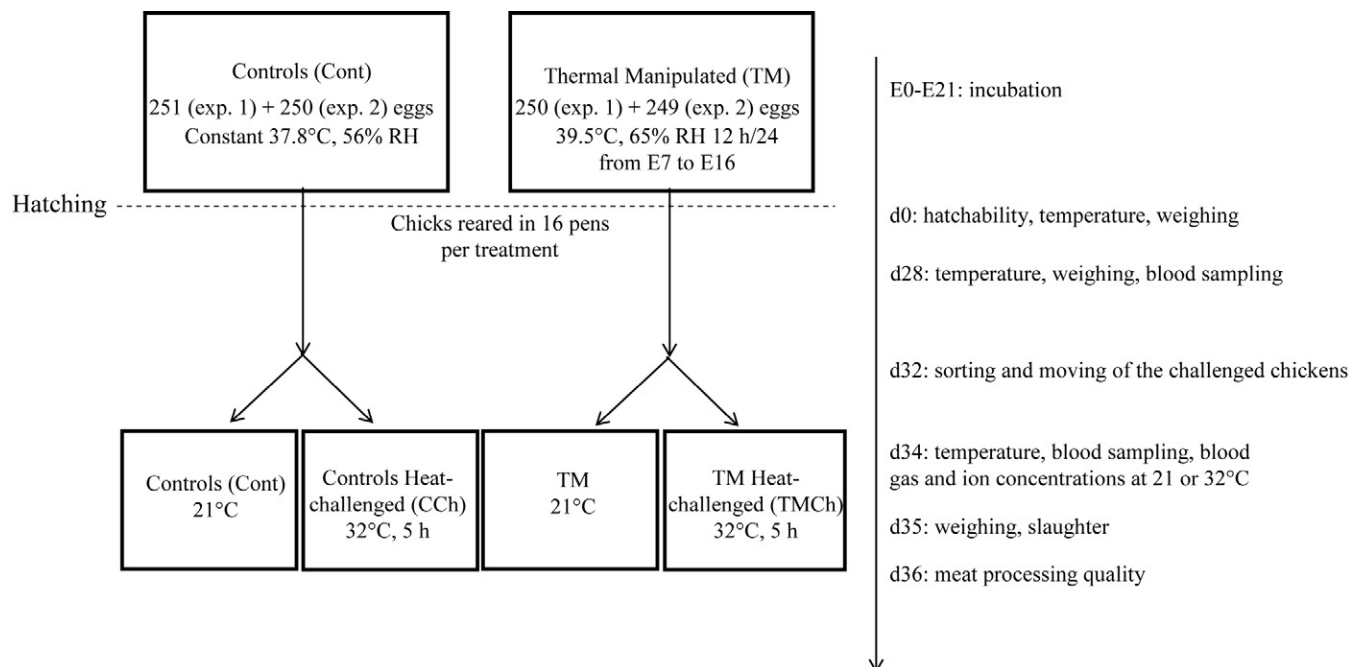 Controls (Cont)
251 (exp. 1) + 250 (exp. 2) eggs
Constant 37.8°C, 56% RH
Thermal Manipulated (TM)
250 (exp. 1) + 249 (exp. 2) eggs
39.5°C, 65% RH 12 h/24
from E7 to E16
E0-E21: incubation
Hatching
Chicks reared in 16 pens
per treatment
d0: hatchability, temperature, weighing
d28: temperature, weighing, blood sampling
d32: sorting and moving of the challenged chickens
Controls (Cont)
21°C
Controls Heat-
challenged (CCh)
32°C, 5 h
TM
21°C
TM Heat-
challenged (TMCh)
32°C, 5 h
d34: temperature, blood sampling, blood
gas and ion concentrations at 21 or 32°C
d35: weighing, slaughter
d36: meat processing quality